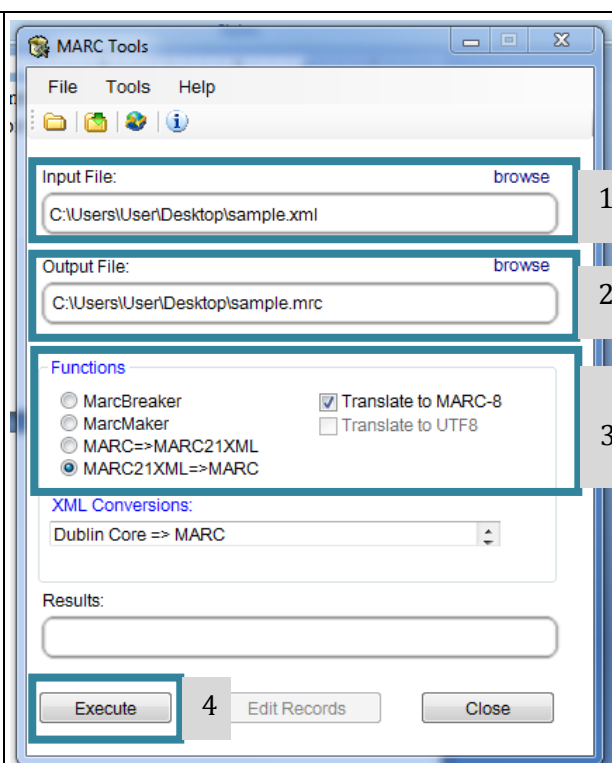 MARC Tools
File Tools Help
Input File: browse
C:\Users\User\Desktop\sample.xml
1
Output File: browse
C:\Users\User\Desktop\sample.mrc
2
Functions
MarcBreaker Translate to MARC-8
MarcMaker Translate to UTF8
MARC=>MARC21XML
MARC21XML=>MARC
3
XML Conversions:
Dublin Core => MARC
Results:
Execute 4 Edit Records Close